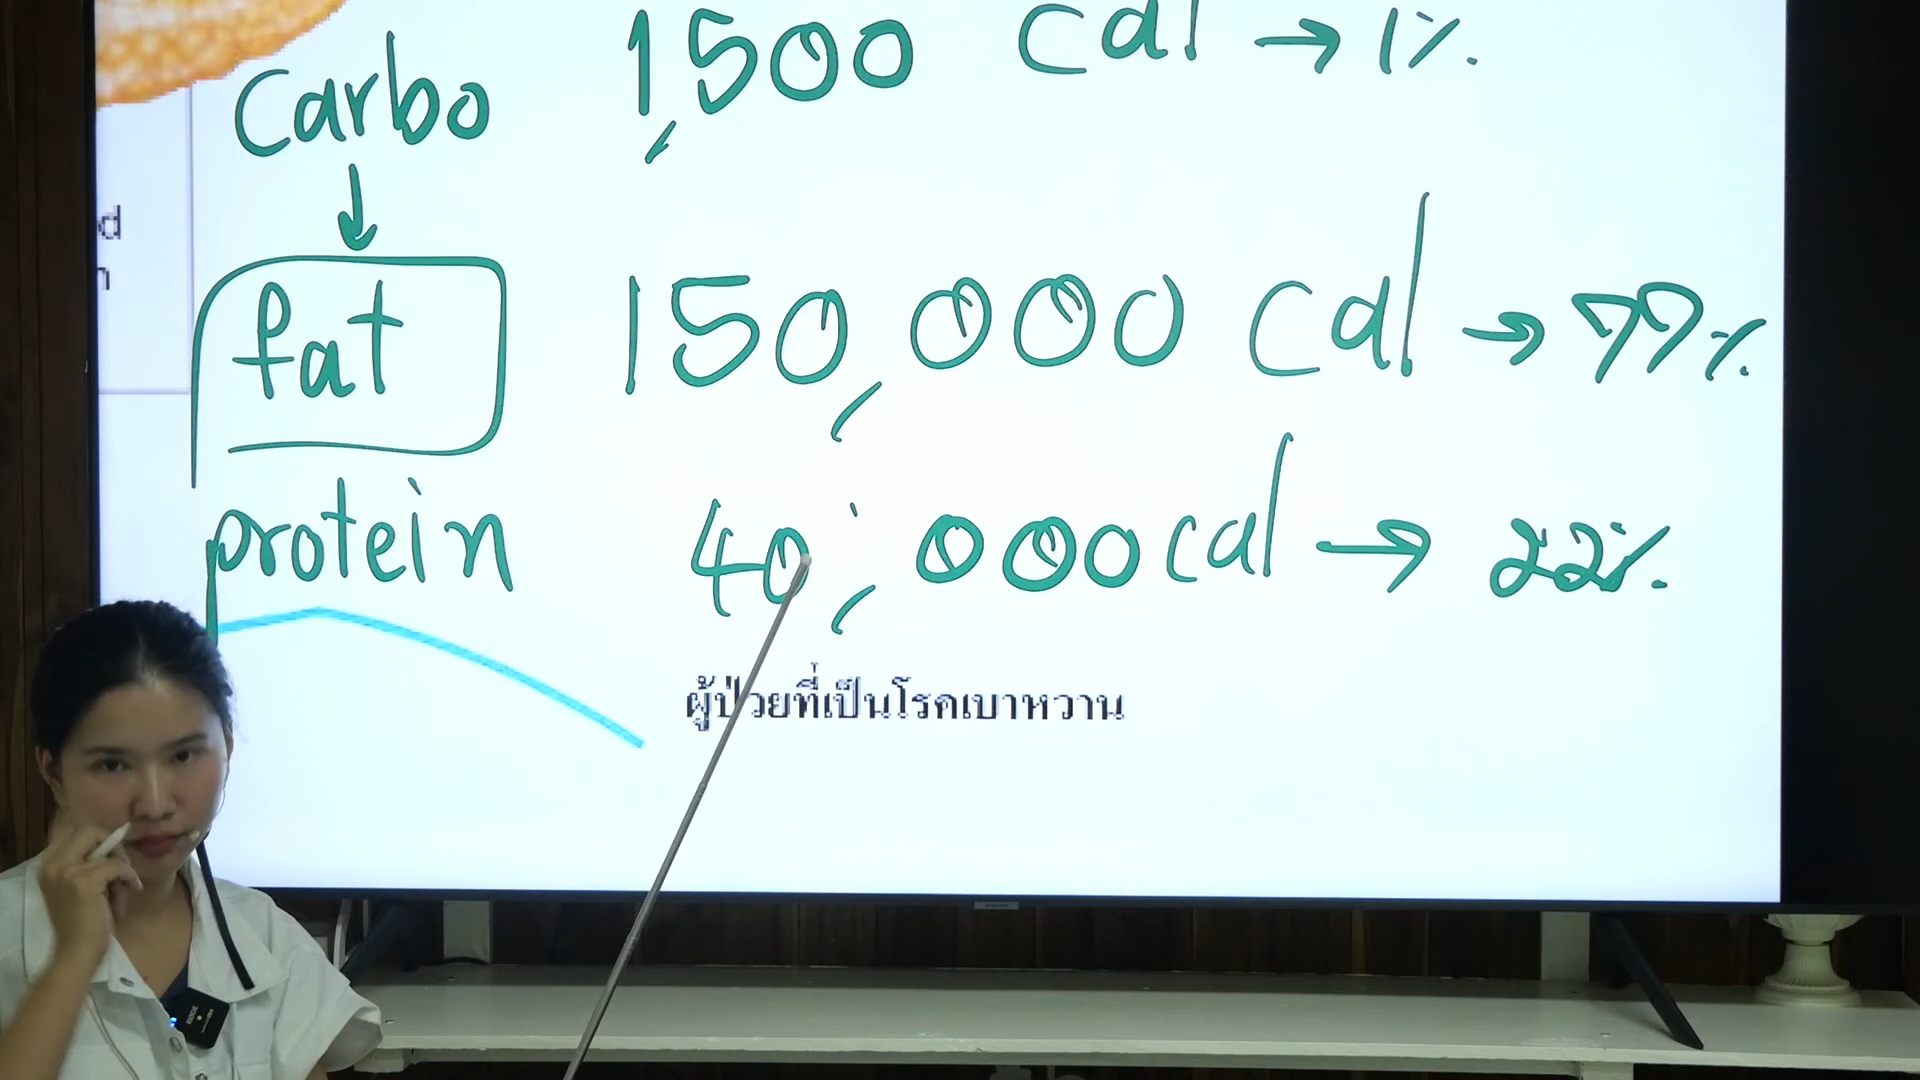 Carbo 1,500 Cal → 1%
d
n
fat 150,000 Cal → 77%
protein 40,000 cal → 22%
ผู้ป่วยที่เป็นโรคเบาหวาน